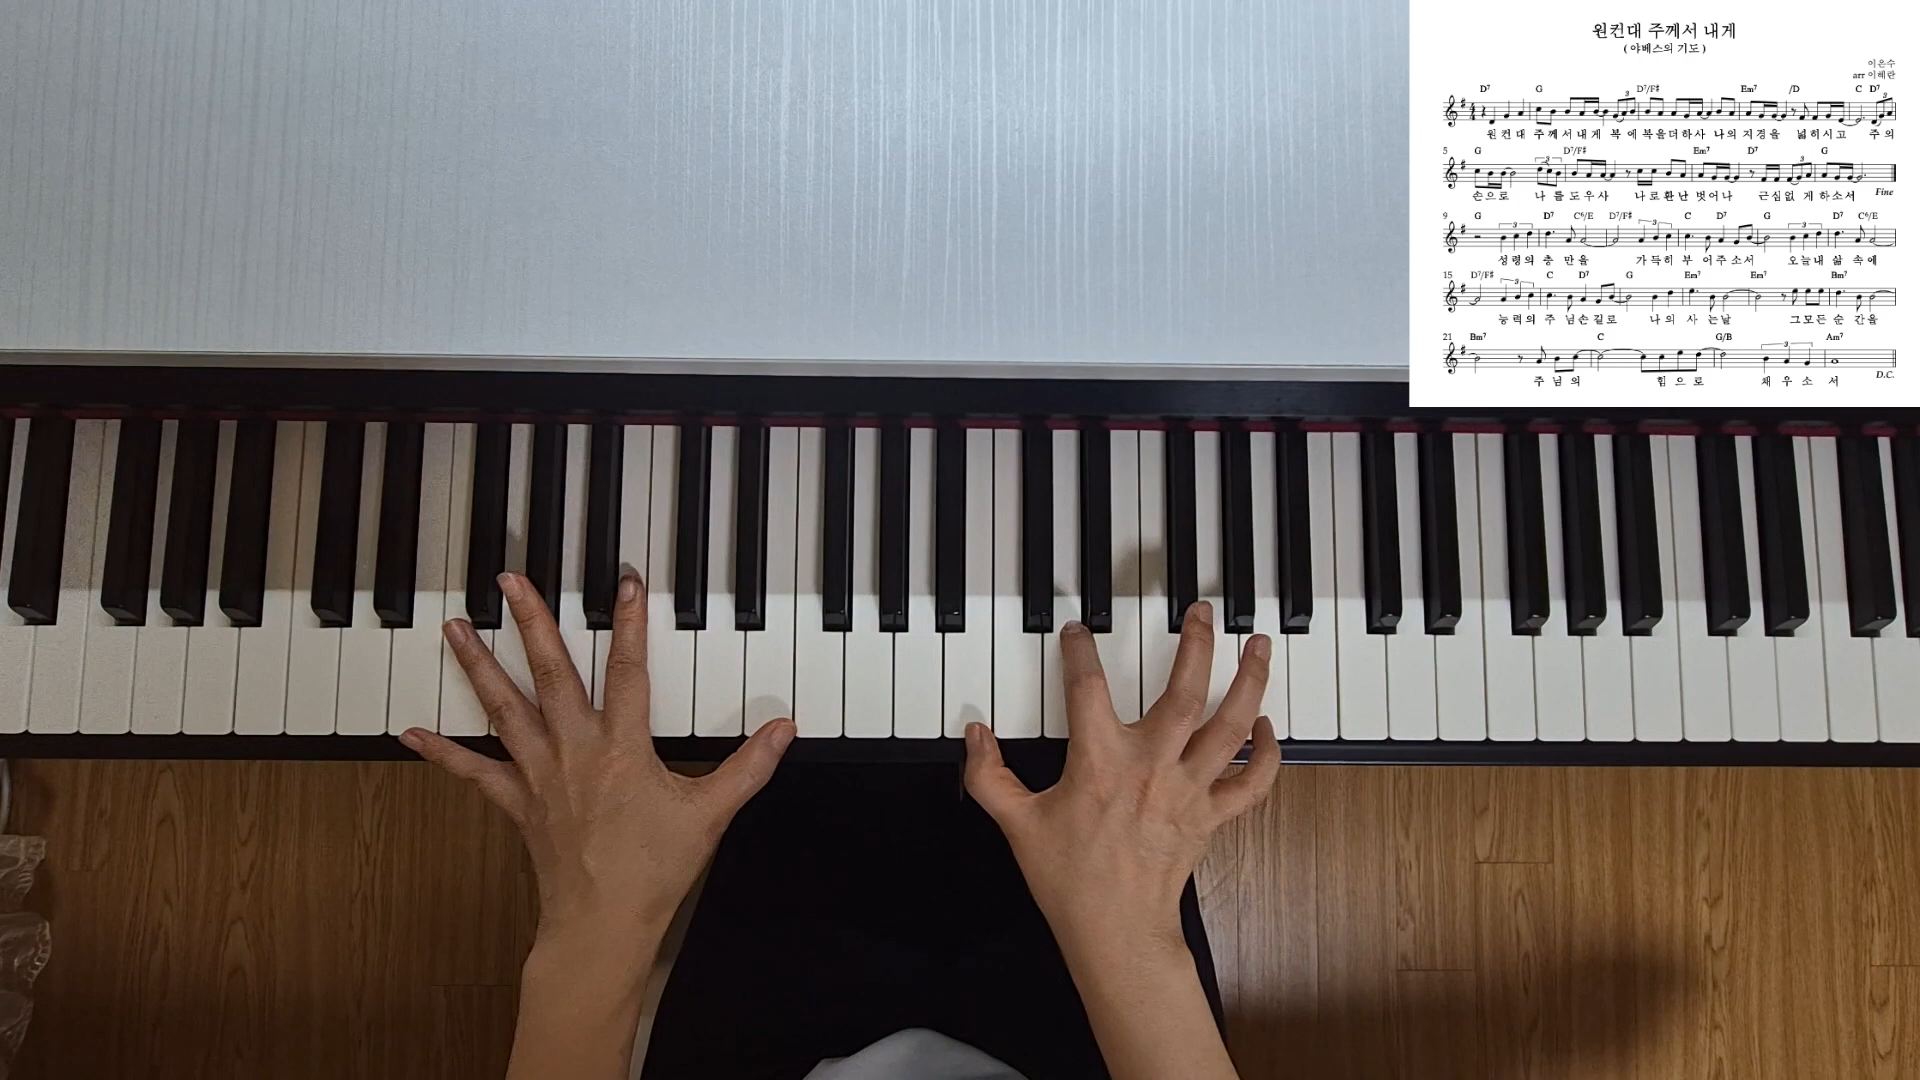 원컨대 주께서 내게
( 야베스의 기도 )
이은수
arr 이혜란
D7 G D7/F# Em7 /D C D7
원 컨 대 주 께 서 내 게 복 에 복 을 더 하 사 나 의 지 경 을 넓 히 시 고 주 의
5 G D7/F# Em7 D7 G
손 으 로 나 를 도 우 사 나 로 환 난 벗 어 나 근 심 없 게 하 소 서 Fine
9 G D7 C6/E D7/F# C D7 G D7 C6/E
성 령 의 충 만 을 가 득 히 부 어 주 소 서 오 늘 내 삶 속 에
15 D7/F# C D7 G Em7 Em7 Bm7
능 력 의 주 님 손 길 로 나 의 사 는 날 그 모 든 순 간 을
21 Bm7 C G/B Am7
주 님 의 힘 으 로 채 우 소 서 D.C.